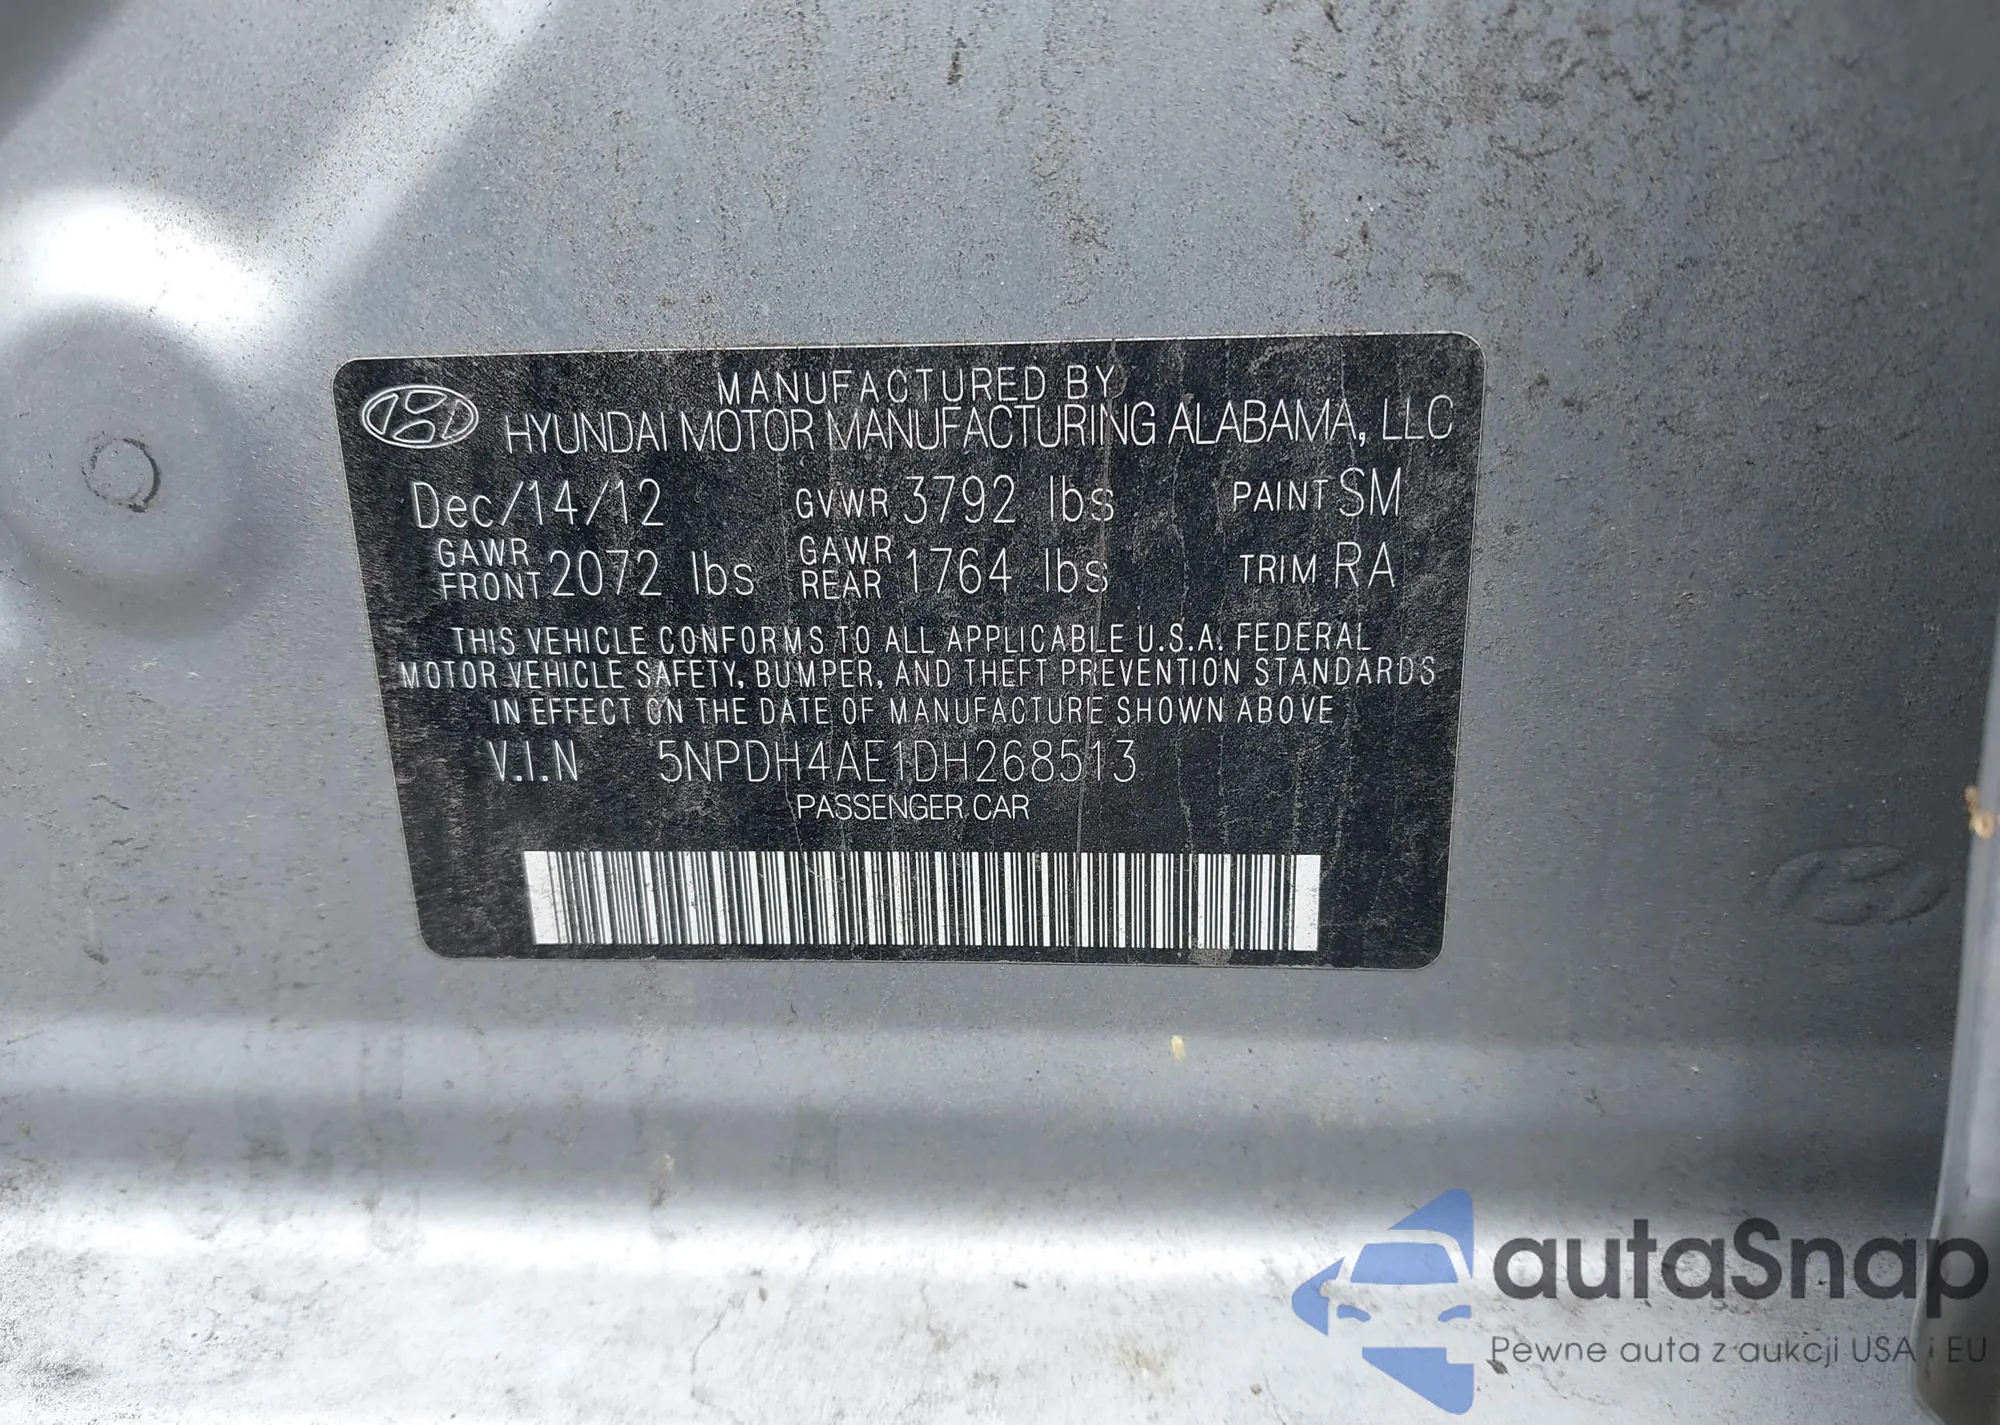 MANUFACTURED BY
HYUNDAI MOTOR MANUFACTURING ALABAMA, LLC
Dec/14/12 GVWR 3792 lbs PAINT SM
GAWR FRONT 2072 lbs GAWR REAR 1764 lbs TRIM RA
THIS VEHICLE CONFORMS TO ALL APPLICABLE U.S.A. FEDERAL
MOTOR VEHICLE SAFETY, BUMPER, AND THEFT PREVENTION STANDARDS
IN EFFECT ON THE DATE OF MANUFACTURE SHOWN ABOVE
V.I.N 5NPDH4AE1DH268513
PASSENGER CAR
autaSnap
Pewne auta z aukcji USA i EU